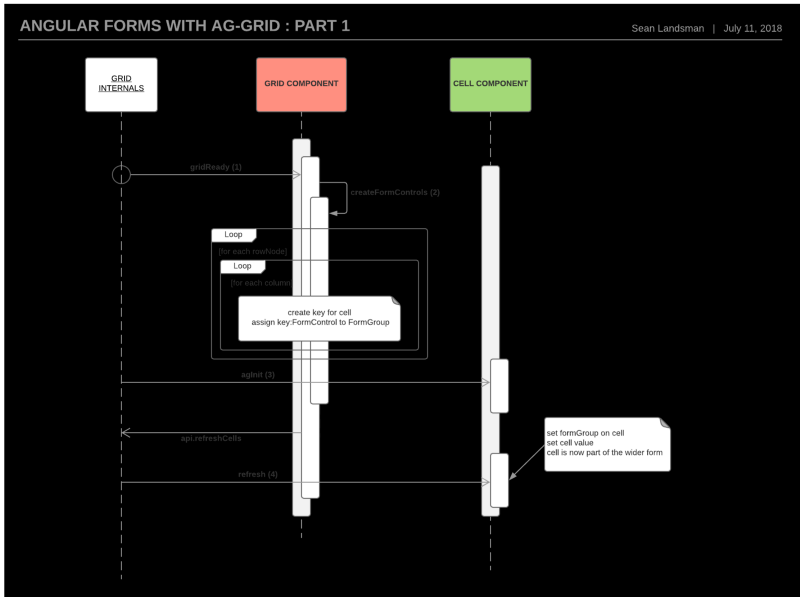 ANGULAR FORMS WITH AG-GRID : PART 1
Sean Landsman | July 11, 2018
GRID
INTERNALS
GRID COMPONENT
CELL COMPONENT
gridReady (1)
createFormControls (2)
Loop
[for each rowNode]
Loop
[for each column]
create key for cell
assign key:FormControl to FormGroup
agInit (3)
api.refreshCells
set formGroup on cell
set cell value
cell is now part of the wider form
refresh (4)